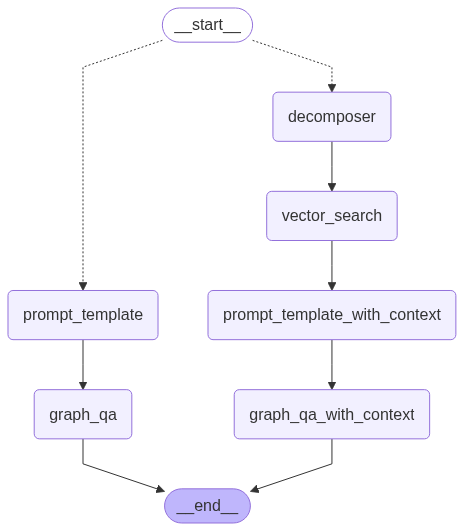 __start__
decomposer
vector_search
prompt_template
prompt_template_with_context
graph_qa
graph_qa_with_context
__end__